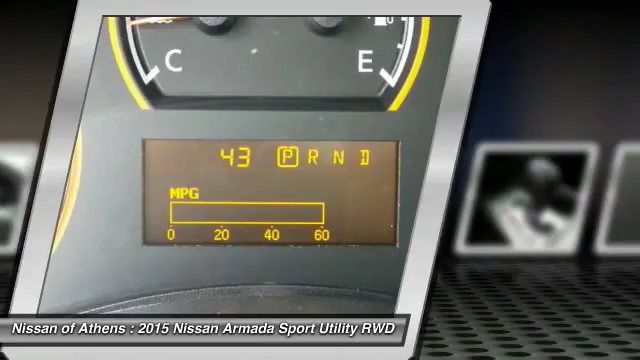 C E
43 P R N D
MPG
0 20 40 60
Nissan of Athens : 2015 Nissan Armada Sport Utility RWD